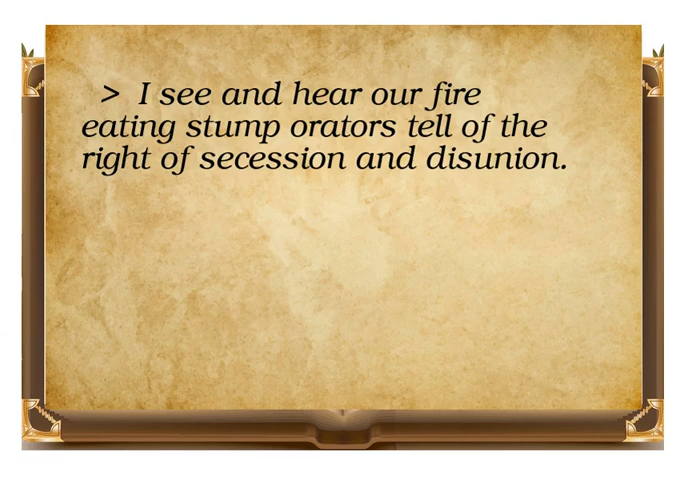 > I see and hear our fire
eating stump orators tell of the
right of secession and disunion.